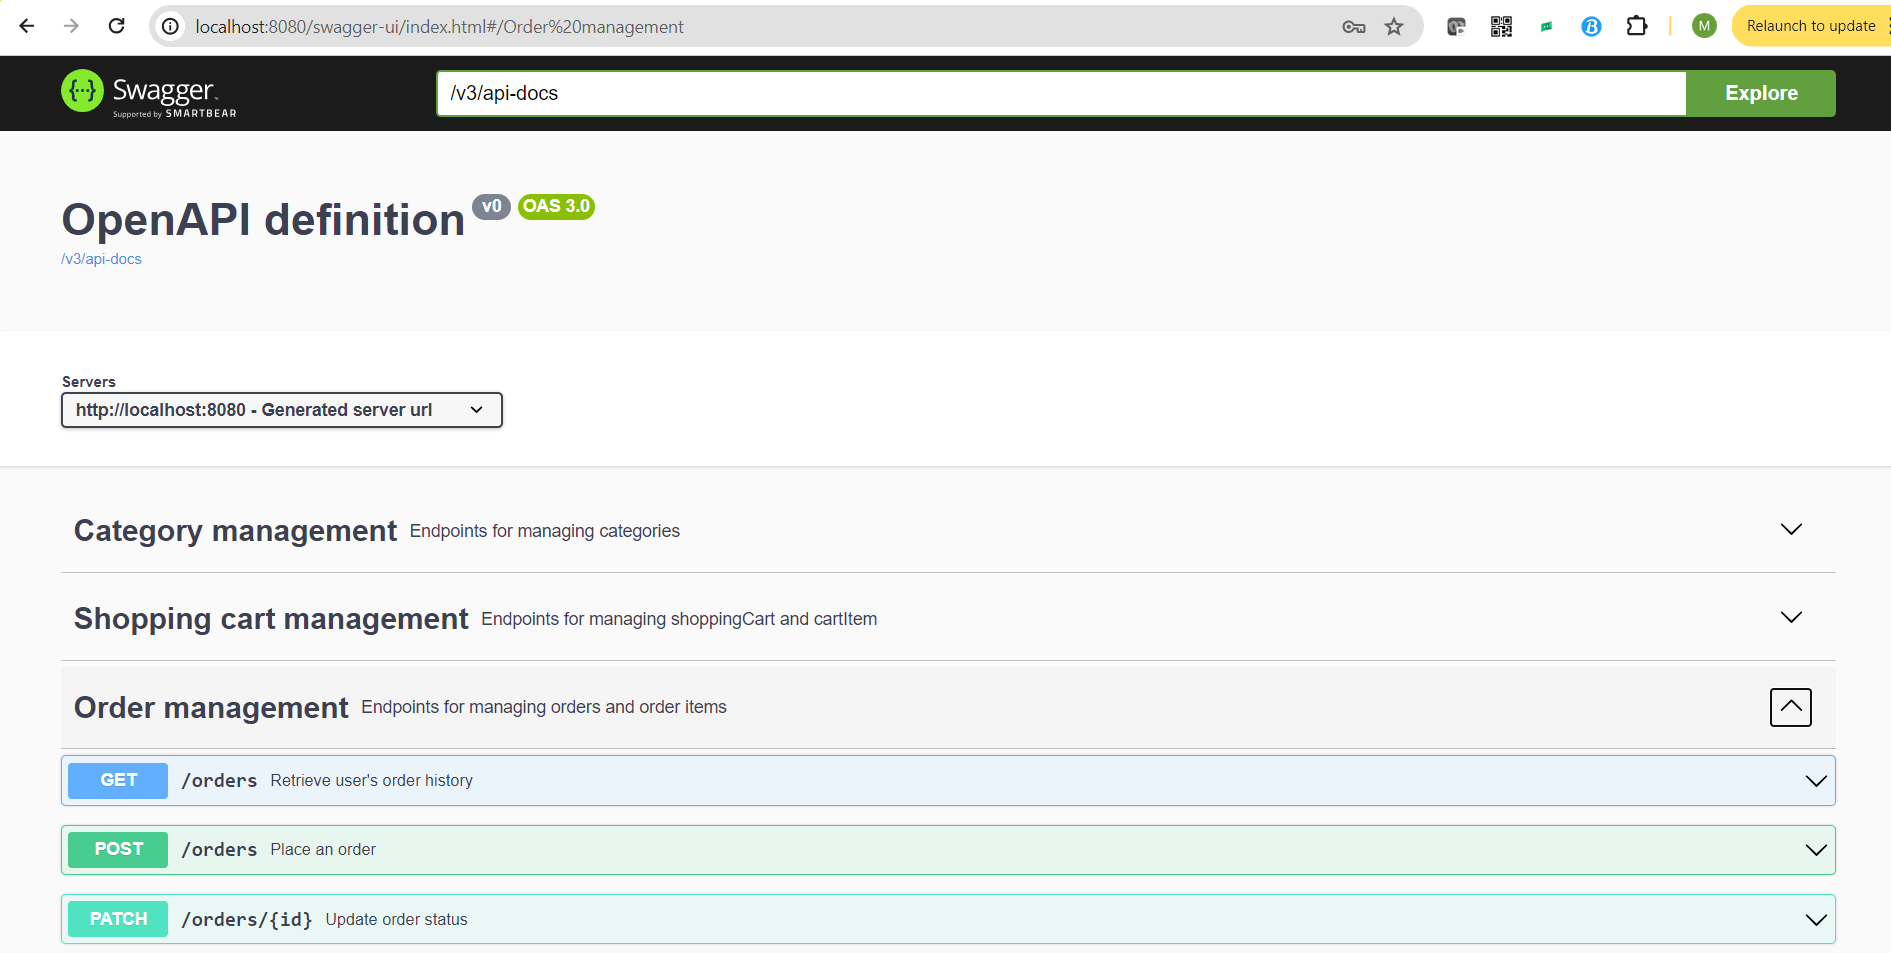 localhost:8080/swagger-ui/index.html#/Order%20management
M
Relaunch to update
{···} Swagger™
Supported by SMARTBEAR
/v3/api-docs
Explore
OpenAPI definition v0 OAS 3.0
/v3/api-docs
Servers
http://localhost:8080 - Generated server url
Category management Endpoints for managing categories
Shopping cart management Endpoints for managing shoppingCart and cartItem
Order management Endpoints for managing orders and order items
GET /orders Retrieve user's order history
POST /orders Place an order
PATCH /orders/{id} Update order status